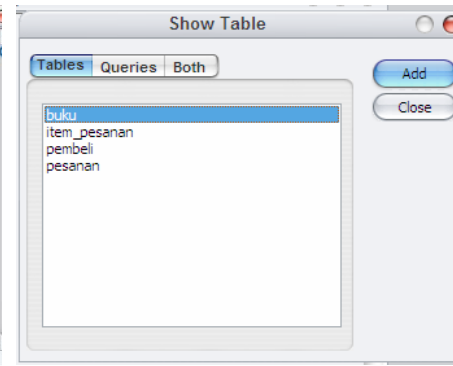 Show Table
Tables Queries Both
Add
Close
buku
item_pesanan
pembeli
pesanan